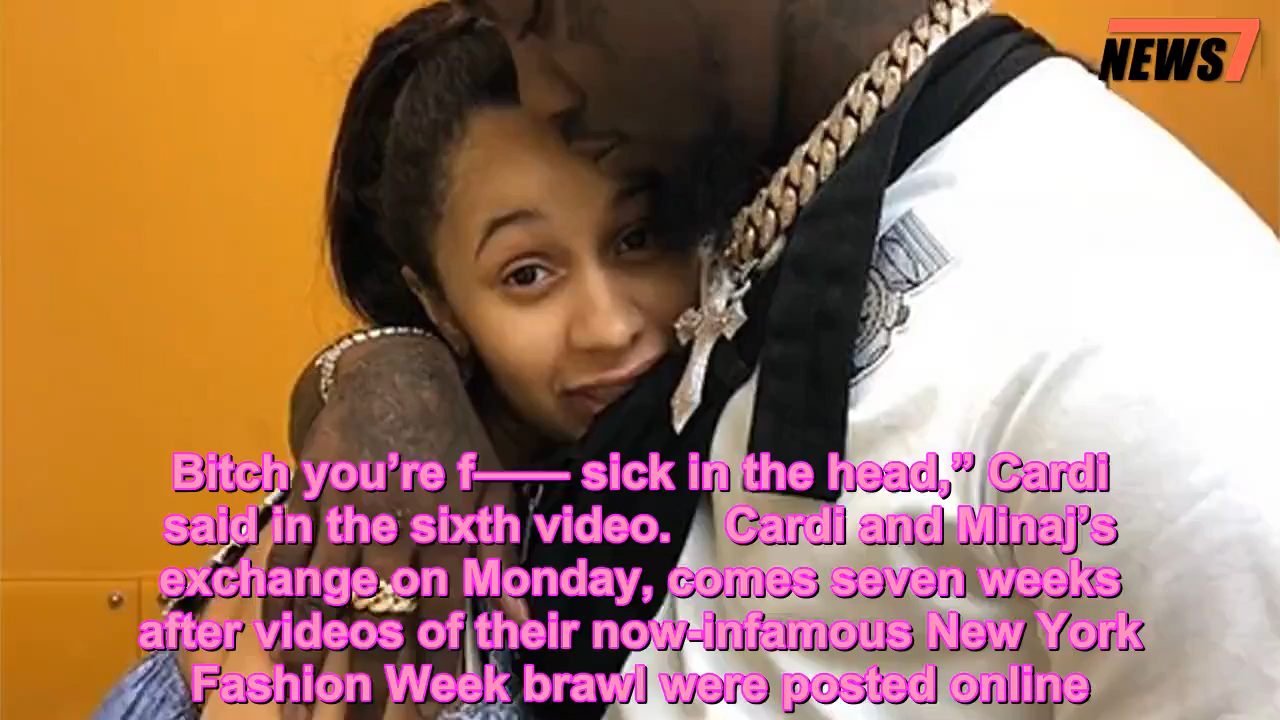 NEWS7
Bitch you’re f—— sick in the head,” Cardi
said in the sixth video. Cardi and Minaj’s
exchange on Monday, comes seven weeks
after videos of their now-infamous New York
Fashion Week brawl were posted online